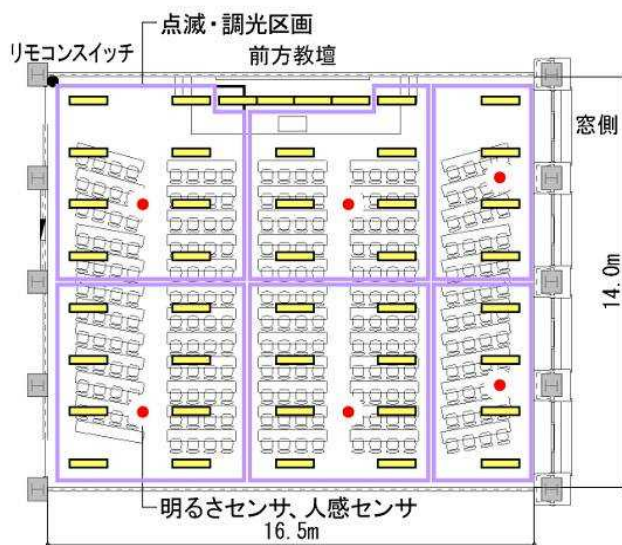 点滅・調光区画
リモコンスイッチ
前方教壇
窓側
14.0m
明るさセンサ、人感センサ
16.5m